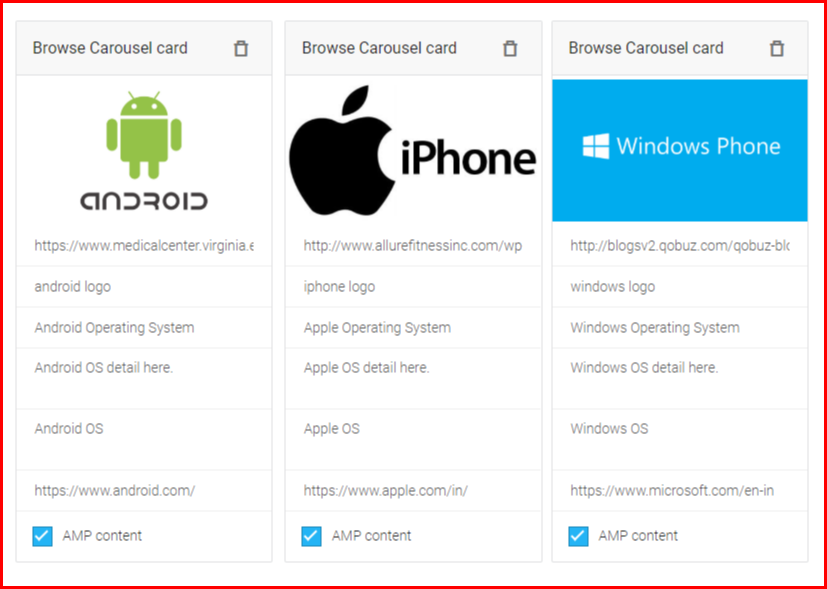 Browse Carousel card
ANDROID
https://www.medicalcenter.virginia.e
android logo
Android Operating System
Android OS detail here.
Android OS
https://www.android.com/
AMP content
Browse Carousel card
iPhone
http://www.allurefitnessinc.com/wp
iphone logo
Apple Operating System
Apple OS detail here.
Apple OS
https://www.apple.com/in/
AMP content
Browse Carousel card
Windows Phone
http://blogsv2.qobuz.com/qobuz-blo
windows logo
Windows Operating System
Windows OS detail here.
Windows OS
https://www.microsoft.com/en-in
AMP content